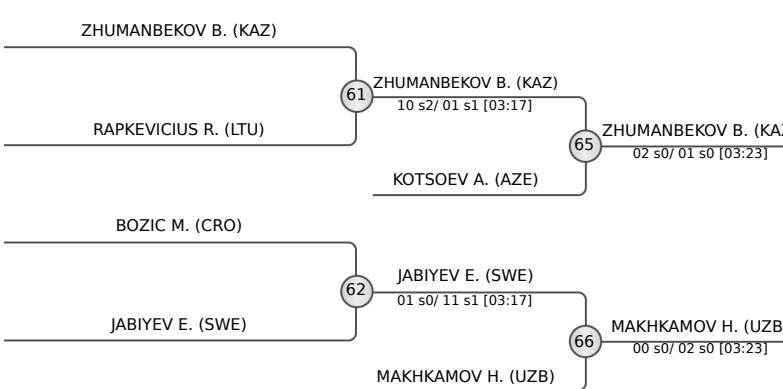 ZHUMANBEKOV B. (KAZ)
61
ZHUMANBEKOV B. (KAZ)
10 s2/ 01 s1 [03:17]
RAPKEVICIUS R. (LTU)
65
ZHUMANBEKOV B. (KAZ
02 s0/ 01 s0 [03:23]
KOTSOEV A. (AZE)
BOZIC M. (CRO)
62
JABIYEV E. (SWE)
01 s0/ 11 s1 [03:17]
JABIYEV E. (SWE)
66
MAKHKAMOV H. (UZB
00 s0/ 02 s0 [03:23]
MAKHKAMOV H. (UZB)